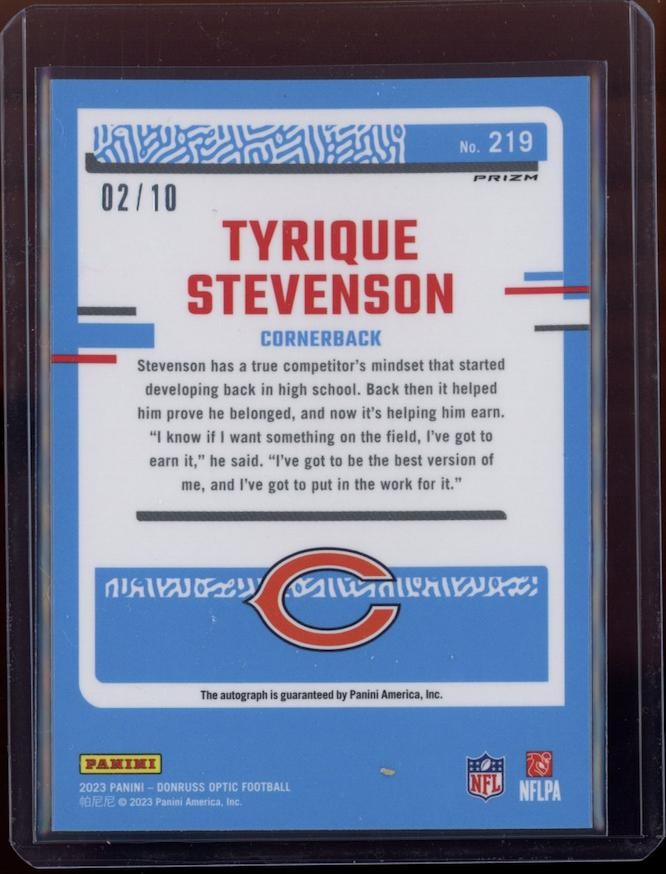 No. 219
PRIZM
02/10
TYRIQUE
STEVENSON
CORNERBACK
Stevenson has a true competitor's mindset that started
developing back in high school. Back then it helped
him prove he belonged, and now it's helping him earn.
"I know if I want something on the field, I've got to
earn it," he said. "I've got to be the best version of
me, and I've got to put in the work for it."
The autograph is guaranteed by Panini America, Inc.
PANINI
2023 PANINI – DONRUSS OPTIC FOOTBALL
帕尼尼 © 2023 Panini America, Inc.
NFL
NFLPA